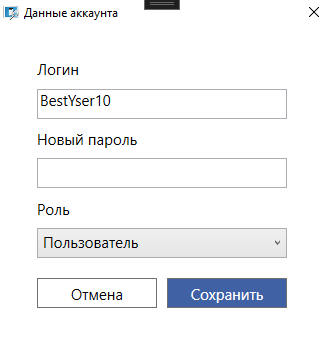 Данные аккаунта
Логин
BestYser10
Новый пароль
Роль
Пользователь
Отмена
Сохранить